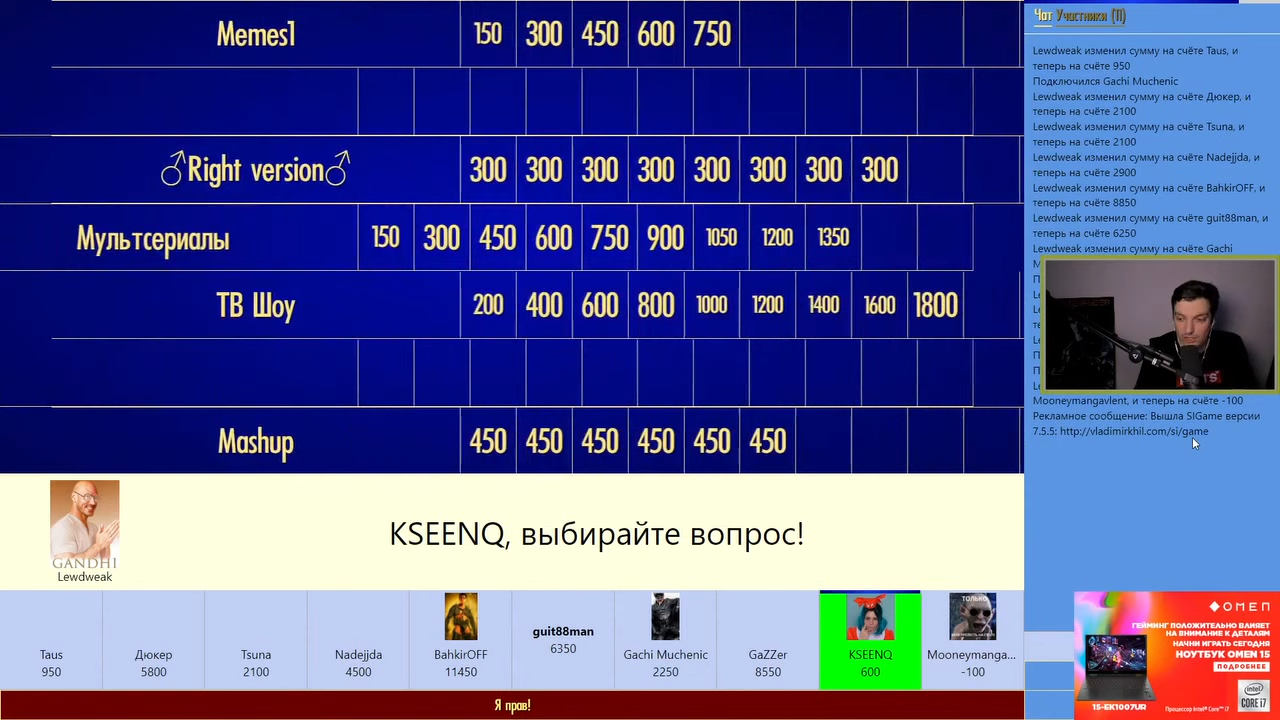 Memes1 150 300 450 600 750
♂Right version♂ 300 300 300 300 300 300 300 300
Мультсериалы 150 300 450 600 750 900 1050 1200 1350
ТВ Шоу 200 400 600 800 1000 1200 1400 1600 1800
Mashup 450 450 450 450 450 450
GANDHI
Lewdweak
KSEENQ, выбирайте вопрос!
Taus
950
Дюкер
5800
Tsuna
2100
Nadejjda
4500
BahkirOFF
11450
guit88man
6350
Gachi Muchenic
2250
GaZZer
8550
KSEENQ
600
ТОЛЬКО
Mooneymanga...
-100
Я прав!
Чат Участники (11)
Lewdweak изменил сумму на счёте Taus, и
теперь на счёте 950
Подключился Gachi Muchenic
Lewdweak изменил сумму на счёте Дюкер, и
теперь на счёте 2100
Lewdweak изменил сумму на счёте Tsuna, и
теперь на счёте 2100
Lewdweak изменил сумму на счёте Nadejjda, и
теперь на счёте 2900
Lewdweak изменил сумму на счёте BahkirOFF, и
теперь на счёте 8850
Lewdweak изменил сумму на счёте guit88man, и
теперь на счёте 6250
Lewdweak изменил сумму на счёте Gachi
Mooneymangavlent, и теперь на счёте -100
Рекламное сообщение: Вышла SIGame версии
7.5.5: http://vladimirkhil.com/si/game
ОМЕП
ГЕЙМИНГ ПОЛОЖИТЕЛЬНО ВЛИЯЕТ
НА ВНИМАНИЕ К ДЕТАЛЯМ
НАЧНИ ИГРАТЬ СЕГОДНЯ
НОУТБУК OMEN 15
ПОДРОБНЕЕ
15-EK1007UR
Процессор Intel® Core™ i7
intel
CORE i7